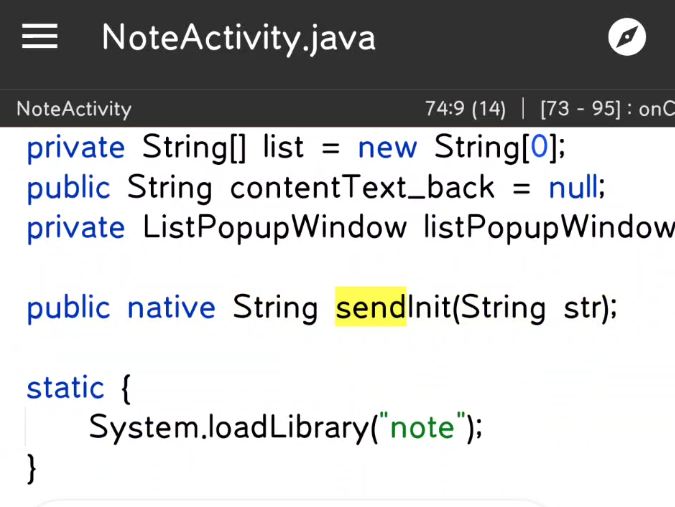 NoteActivity.java
NoteActivity 74:9 (14) | [73 - 95] : onC
private String[] list = new String[0];
public String contentText_back = null;
private ListPopupWindow listPopupWindow
public native String sendInit(String str);
static {
System.loadLibrary("note");
}